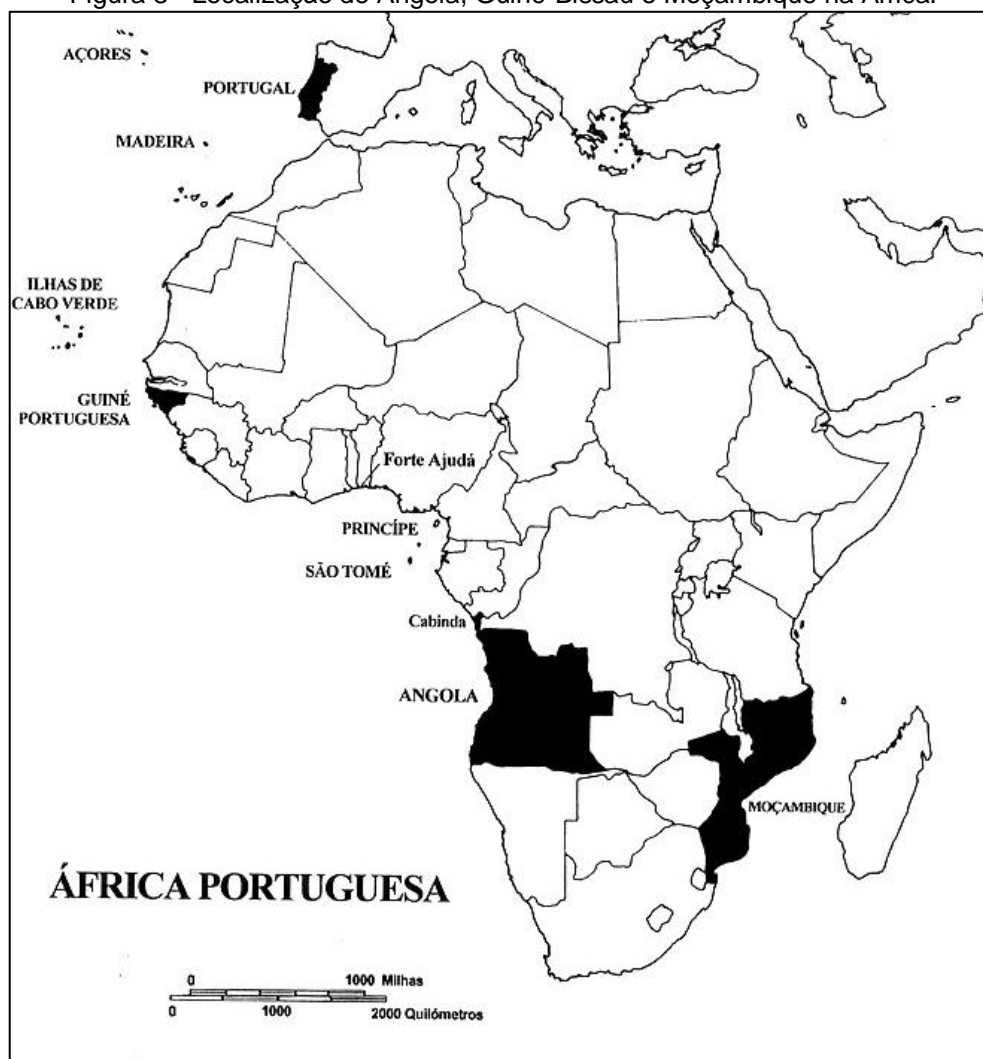 Figura - Localização de Angola, Guiné-Bissau e Moçambique na África.
AÇORES
PORTUGAL
MADEIRA
ILHAS DE
CABO VERDE
GUINÉ
PORTUGUESA
Forte Ajudá
PRINCÍPE
SÃO TOMÉ
Cabinda
ANGOLA
MOÇAMBIQUE
ÁFRICA PORTUGUESA
0 1000 Milhas
0 1000 2000 Quilómetros